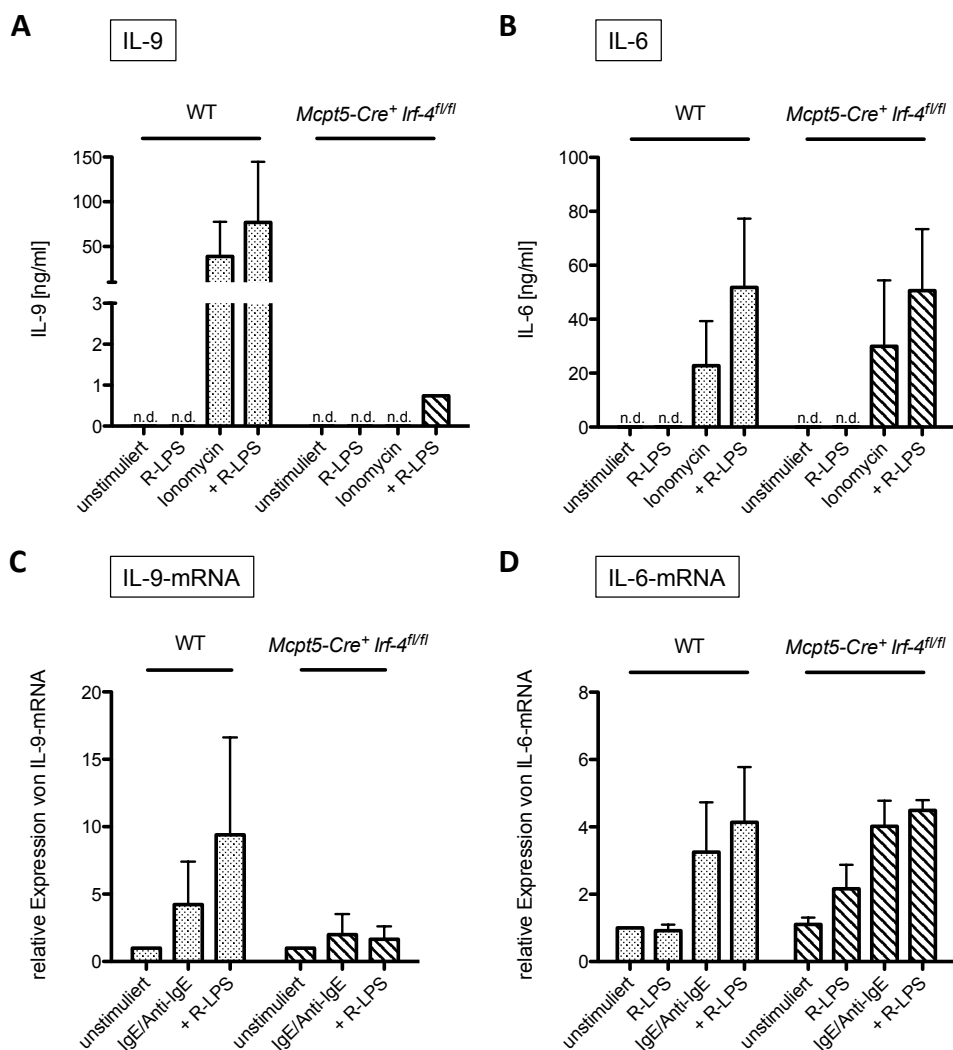 A
IL-9
WT
Mcpt5-Cre+ Irf-4fl/fl
IL-9 [ng/ml]
150
100
50
3
2
1
0
n.d.
n.d.
n.d.
n.d.
n.d.
unstimuliert
R-LPS
Ionomycin
+ R-LPS
unstimuliert
R-LPS
Ionomycin
+ R-LPS
B
IL-6
WT
Mcpt5-Cre+ Irf-4fl/fl
IL-6 [ng/ml]
100
80
60
40
20
0
n.d.
n.d.
n.d.
n.d.
unstimuliert
R-LPS
Ionomycin
+ R-LPS
unstimuliert
R-LPS
Ionomycin
+ R-LPS
C
IL-9-mRNA
WT
Mcpt5-Cre+ Irf-4fl/fl
relative Expression von IL-9-mRNA
20
15
10
5
0
unstimuliert
IgE/Anti-IgE
+ R-LPS
unstimuliert
IgE/Anti-IgE
+ R-LPS
D
IL-6-mRNA
WT
Mcpt5-Cre+ Irf-4fl/fl
relative Expression von IL-6-mRNA
8
6
4
2
0
unstimuliert
R-LPS
IgE/Anti-IgE
+ R-LPS
unstimuliert
R-LPS
IgE/Anti-IgE
+ R-LPS